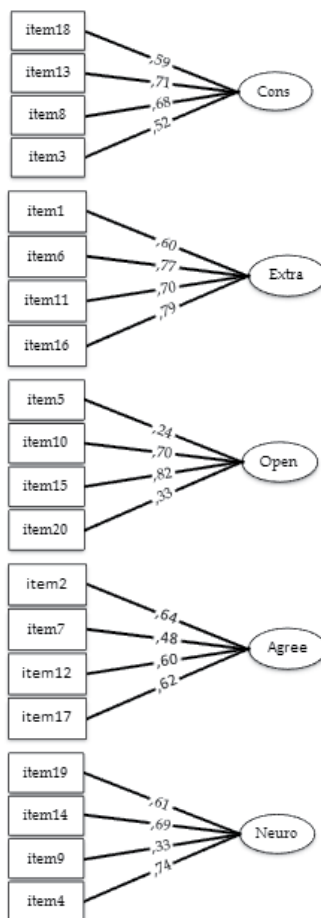 item18
,59
item13
,71
Cons
item8
,68
item3
,52
item1
,60
item6
,77
Extra
item11
,70
item16
,79
item5
,24
item10
,70
Open
item15
,82
item20
,33
item2
,64
item7
,48
Agree
item12
,60
item17
,62
item19
,61
item14
,69
Neuro
item9
,33
item4
,74